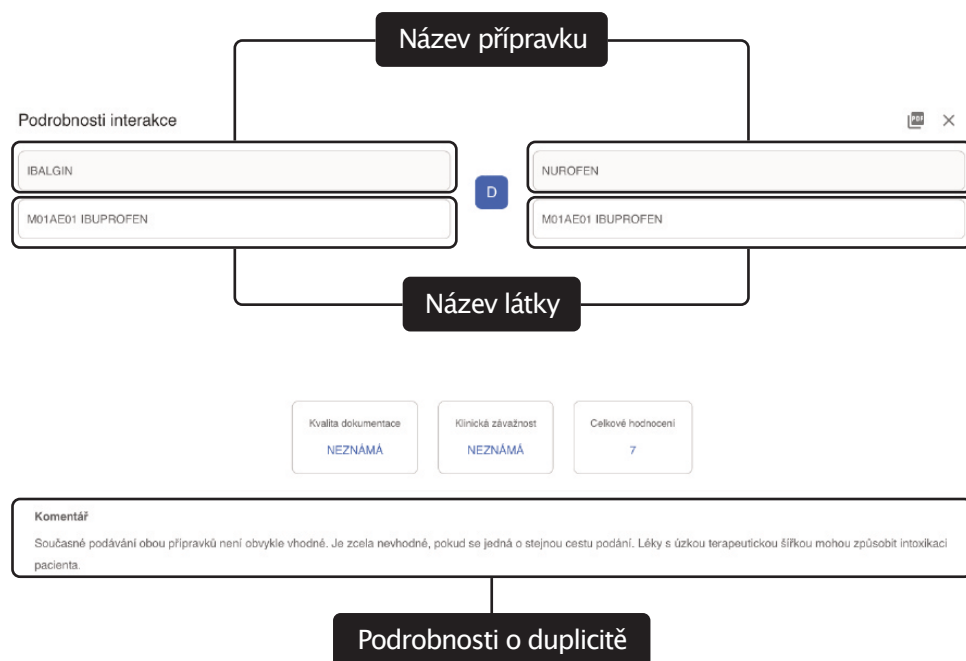 Název přípravku
Podrobnosti interakce
PDF
IBALGIN
NUROFEN
D
M01AE01 IBUPROFEN
M01AE01 IBUPROFEN
Název látky
Kvalita dokumentace
Klinická závažnost
Celkové hodnocení
NEZNÁMÁ
NEZNÁMÁ
7
Komentář
Současné podávání obou přípravků není obvykle vhodné. Je zcela nevhodné, pokud se jedná o stejnou cestu podání. Léky s úzkou terapeutickou šířkou mohou způsobit intoxikaci
pacienta.
Podrobnosti o duplicitě